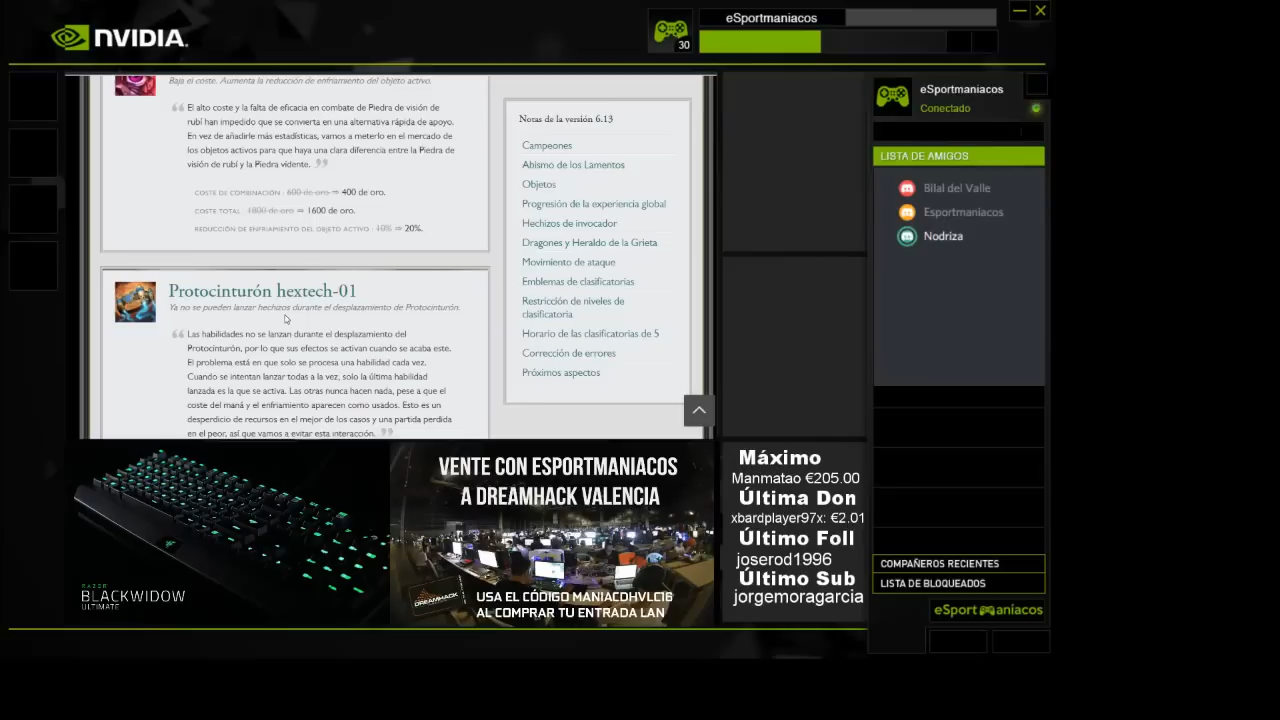 NVIDIA.
30
eSportmaniacos
Baja el coste. Aumenta la reducción de enfriamiento del objeto activo.
El alto coste y la falta de eficacia en combate de Piedra de visión de
rubí han impedido que se convierta en una alternativa rápida de apoyo.
En vez de añadirle más estadísticas, vamos a meterlo en el mercado de
los objetos activos para que haya una clara diferencia entre la Piedra de
visión de rubí y la Piedra vidente.
COSTE DE COMBINACIÓN · 600 de oro ⇒ 400 de oro.
COSTE TOTAL · 1800 de oro ⇒ 1600 de oro.
REDUCCIÓN DE ENFRIAMIENTO DEL OBJETO ACTIVO · 10% ⇒ 20%.
Protocinturón hextech-01
Ya no se pueden lanzar hechizos durante el desplazamiento de Protocinturón.
Las habilidades no se lanzan durante el desplazamiento del
Protocinturón, por lo que sus efectos se activan cuando se acaba este.
El problema está en que solo se procesa una habilidad cada vez.
Cuando se intentan lanzar todas a la vez, solo la última habilidad
lanzada es la que se activa. Las otras nunca hacen nada, pese a que el
coste del maná y el enfriamiento aparecen como usados. Esto es un
desperdicio de recursos en el mejor de los casos y una partida perdida
en el peor, así que vamos a evitar esta interacción.
Notas de la versión 6.13
Campeones
Abismo de los Lamentos
Objetos
Progresión de la experiencia global
Hechizos de invocador
Dragones y Heraldo de la Grieta
Movimiento de ataque
Emblemas de clasificatorias
Restricción de niveles de
clasificatoria
Horario de las clasificatorias de 5
Corrección de errores
Próximos aspectos
eSportmaniacos
Conectado
LISTA DE AMIGOS
Bilal del Valle
Esportmaniacos
Nodriza
COMPAÑEROS RECIENTES
LISTA DE BLOQUEADOS
eSportmaníacos
RAZER
BLACKWIDOW
ULTIMATE
VENTE CON ESPORTMANIACOS
A DREAMHACK VALENCIA
DREAMHACK
USA EL CÓDIGO MANIACDHVLC16
AL COMPRAR TU ENTRADA LAN
Máximo
Manmatao €205.00
Última Don
xbardplayer97x: €2.01
Último Foll
joserod1996
Último Sub
jorgemoragarcia